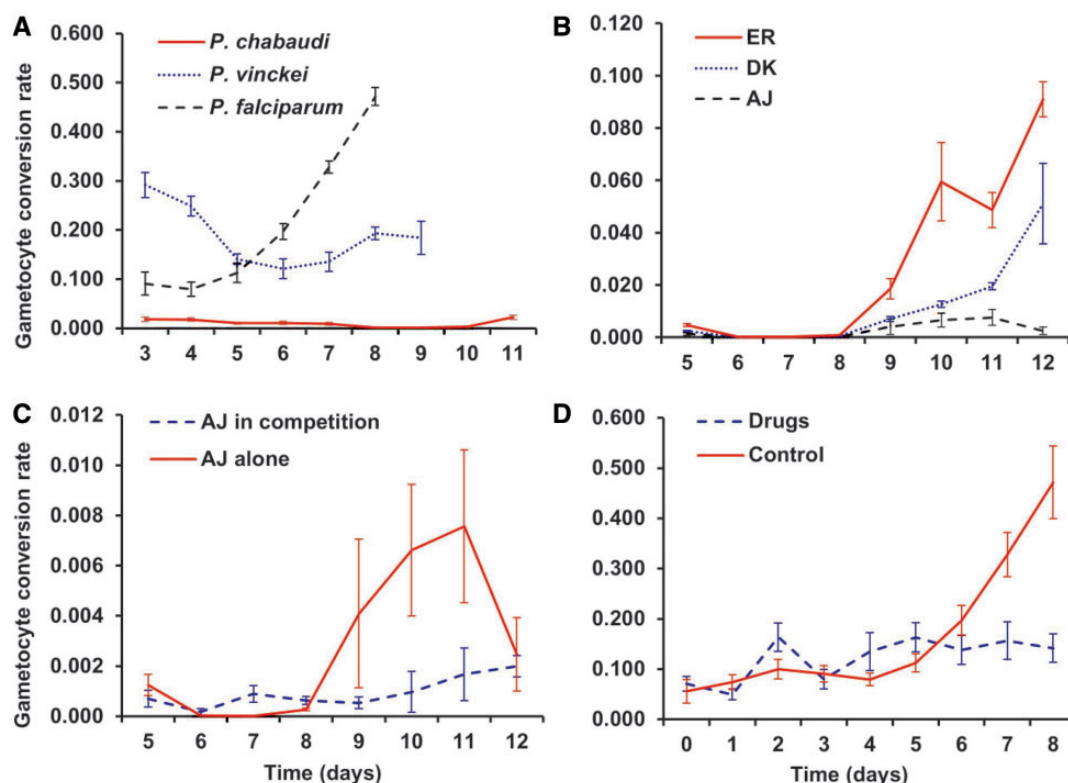 A
Gametocyte conversion rate
0.600
0.500
0.400
0.300
0.200
0.100
0.000
P. chabaudi
P. vinckei
P. falciparum
3 4 5 6 7 8 9 10 11
B
0.120
0.100
0.080
0.060
0.040
0.020
0.000
ER
DK
AJ
5 6 7 8 9 10 11 12
C
Gametocyte conversion rate
0.012
0.010
0.008
0.006
0.004
0.002
0.000
AJ in competition
AJ alone
5 6 7 8 9 10 11 12
Time (days)
D
0.600
0.500
0.400
0.300
0.200
0.100
0.000
Drugs
Control
0 1 2 3 4 5 6 7 8
Time (days)